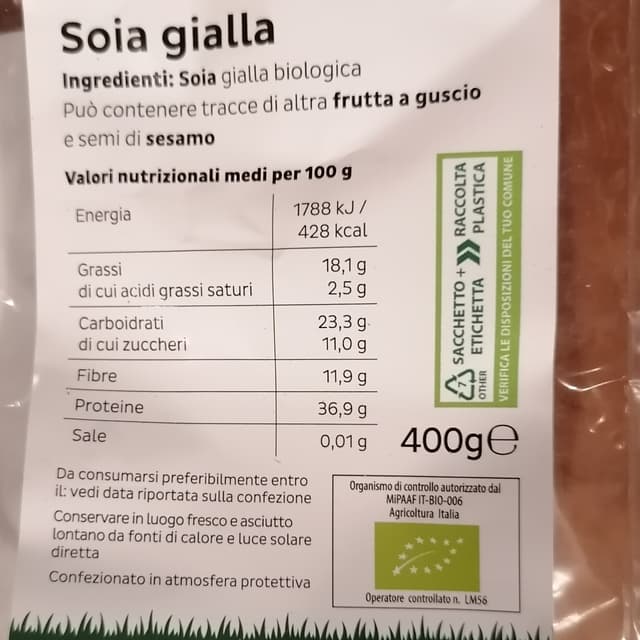 Soia gialla
Ingredienti: Soia gialla biologica
Può contenere tracce di altra frutta a guscio
e semi di sesamo
Valori nutrizionali medi per 100 g
Energia 1788 kJ /
428 kcal
Grassi 18,1 g
di cui acidi grassi saturi 2,5 g
Carboidrati 23,3 g
di cui zuccheri 11,0 g
Fibre 11,9 g
Proteine 36,9 g
Sale 0,01 g
400g℮
7
OTHER
SACCHETTO +
ETICHETTA
RACCOLTA
PLASTICA
VERIFICA LE DISPOSIZIONI DEL TUO COMUNE
Da consumarsi preferibilmente entro
il: vedi data riportata sulla confezione
Conservare in luogo fresco e asciutto
lontano da fonti di calore e luce solare
diretta
Confezionato in atmosfera protettiva
Organismo di controllo autorizzato dal
MiPAAF IT-BIO-006
Agricoltura Italia
Operatore controllato n. LM56